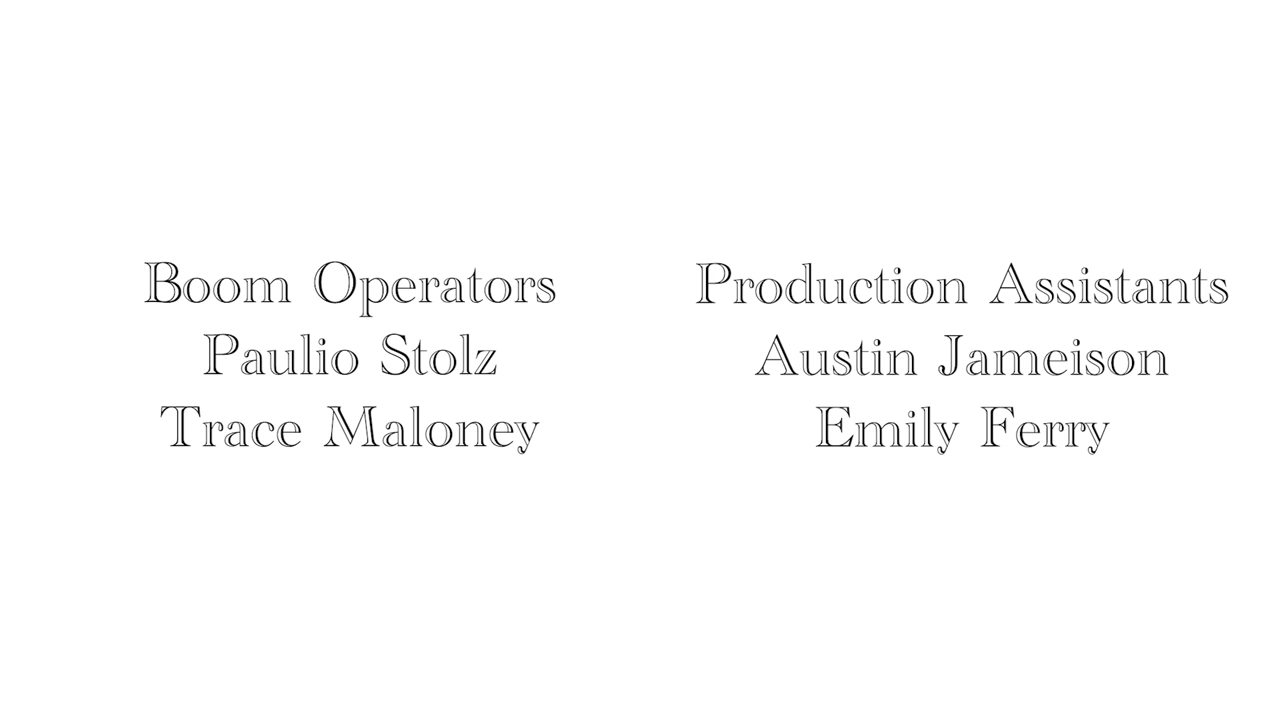 Boom Operators
Paulio Stolz
Trace Maloney
Production Assistants
Austin Jameison
Emily Ferry